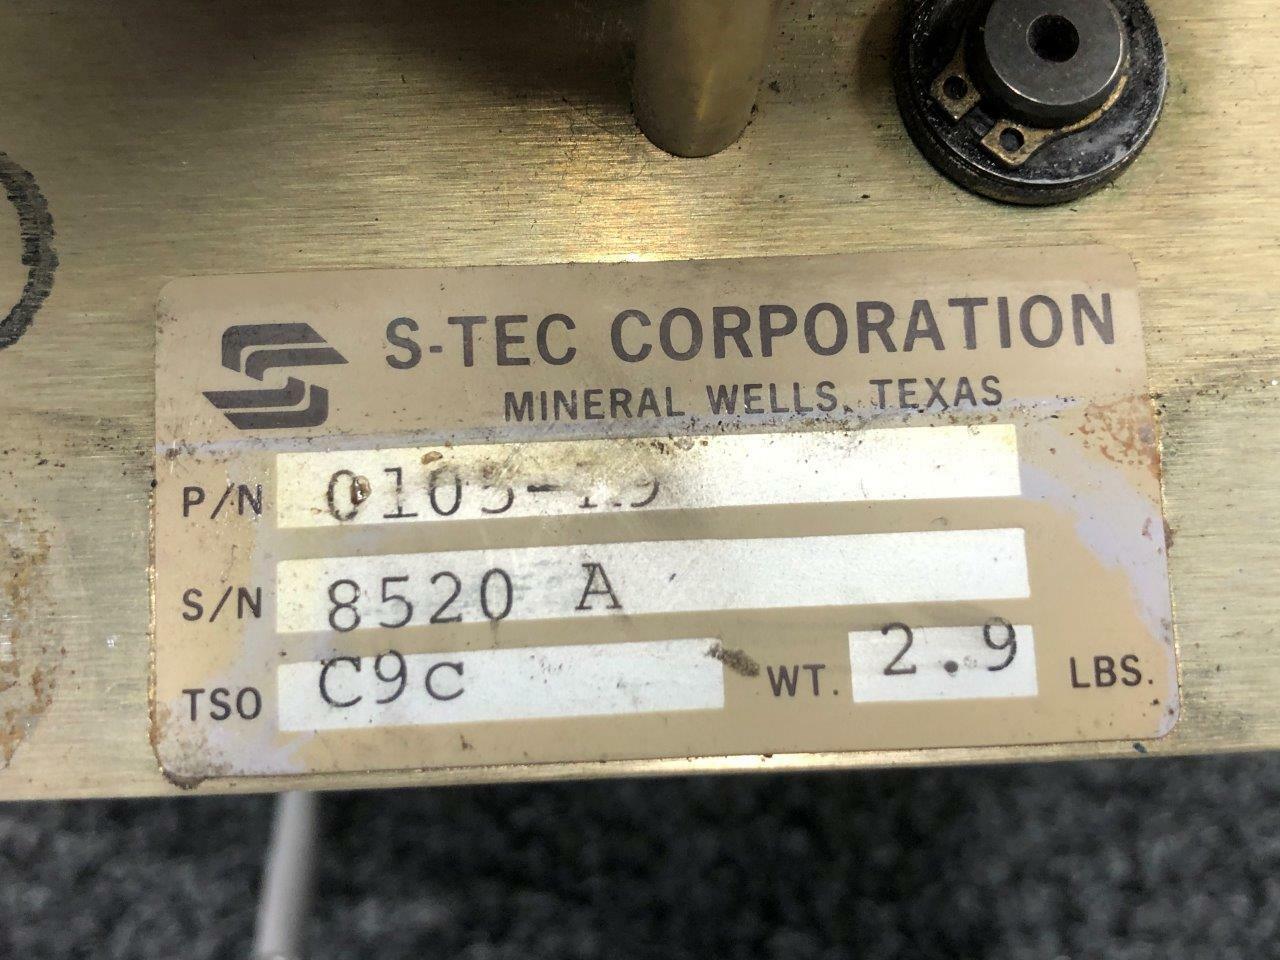 S-TEC CORPORATION
MINERAL WELLS, TEXAS
P/N
S/N 8520 A
TSO C9c WT. 2.9 LBS.